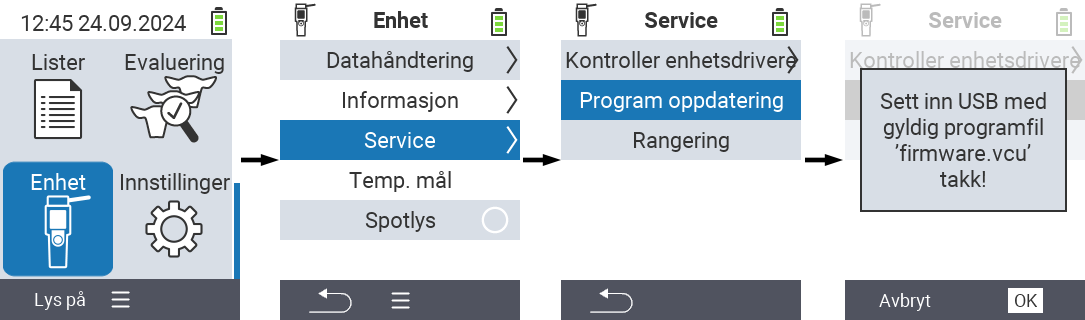 12:45 24.09.2024
Lister
Evaluering
Enhet
Innstillinger
Lys på
Enhet
Datahåndtering
Informasjon
Service
Temp. mål
Spotlys
Service
Kontroller enhetsdrivere
Program oppdatering
Rangering
Service
Kontroller enhetsdrivere
Sett inn USB med
gyldig programfil
’firmware.vcu’
takk!
Avbryt
OK